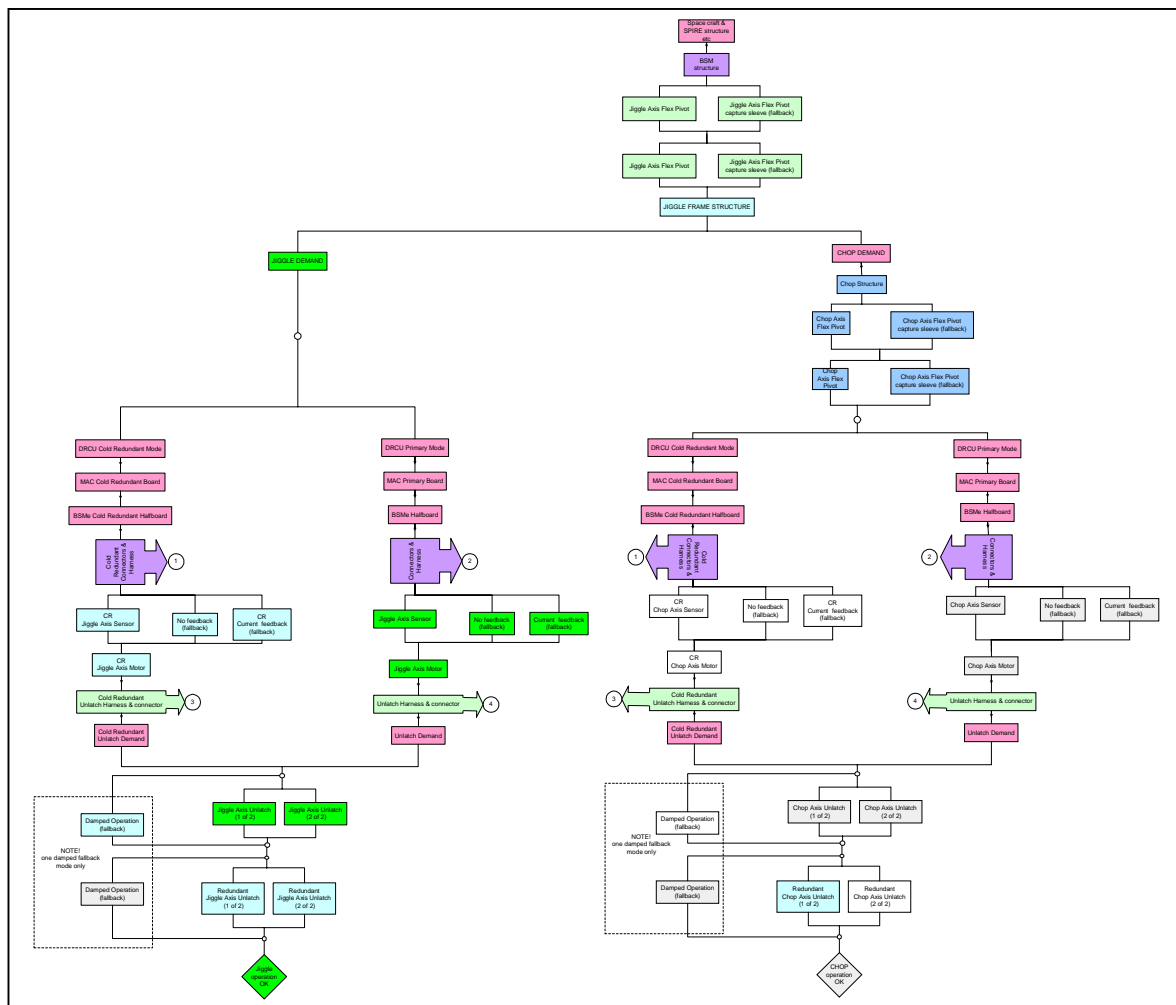 Space craft &
SPIRE structure
etc
BSM
structure
Jiggle Axis Flex Pivot
Jiggle Axis Flex Pivot
capture sleeve (fallback)
Jiggle Axis Flex Pivot
Jiggle Axis Flex Pivot
capture sleeve (fallback)
JIGGLE FRAME STRUCTURE
JIGGLE DEMAND
CHOP DEMAND
Chop Structure
Chop Axis
Flex Pivot
Chop Axis Flex Pivot
capture sleeve (fallback)
Chop
Axis Flex
Pivot
Chop Axis Flex Pivot
capture sleeve (fallback)
DRCU Cold Redundant Mode
DRCU Primary Mode
DRCU Cold Redundant Mode
DRCU Primary Mode
MAC Cold Redundant Board
MAC Primary Board
MAC Cold Redundant Board
MAC Primary Board
BSMe Cold Redundant Halfboard
BSMe Halfboard
BSMe Cold Redundant Halfboard
BSMe Halfboard
Cold
Redundant
Connectors &
Harness
1
Connectors &
Harness
2
1
Cold
Redundant
Connectors &
Harness
2
Connectors &
Harness
CR
Jiggle Axis Sensor
No feedback
(fallback)
CR
Current feedback
(fallback)
Jiggle Axis Sensor
No feedback
(fallback)
Current feedback
(fallback)
CR
Chop Axis Sensor
No feedback
(fallback)
CR
Current feedback
(fallback)
Chop Axis Sensor
No feedback
(fallback)
Current feedback
(fallback)
CR
Jiggle Axis Motor
Jiggle Axis Motor
CR
Chop Axis Motor
Chop Axis Motor
Cold Redundant
Unlatch Harness & connector
3
Unlatch Harness & connector
4
3
Cold Redundant
Unlatch Harness & connector
4
Unlatch Harness & connector
Cold Redundant
Unlatch Demand
Unlatch Demand
Cold Redundant
Unlatch Demand
Unlatch Demand
Damped Operation
(fallback)
Jiggle Axis Unlatch
(1 of 2)
Jiggle Axis Unlatch
(2 of 2)
Damped Operation
(fallback)
Chop Axis Unlatch
(1 of 2)
Chop Axis Unlatch
(2 of 2)
NOTE!
one damped fallback
mode only
NOTE!
one damped fallback
mode only
Damped Operation
(fallback)
Redundant
Jiggle Axis Unlatch
(1 of 2)
Redundant
Jiggle Axis Unlatch
(2 of 2)
Damped Operation
(fallback)
Redundant
Chop Axis Unlatch
(1 of 2)
Redundant
Chop Axis Unlatch
(2 of 2)
Jiggle
operation
OK
CHOP
operation
OK